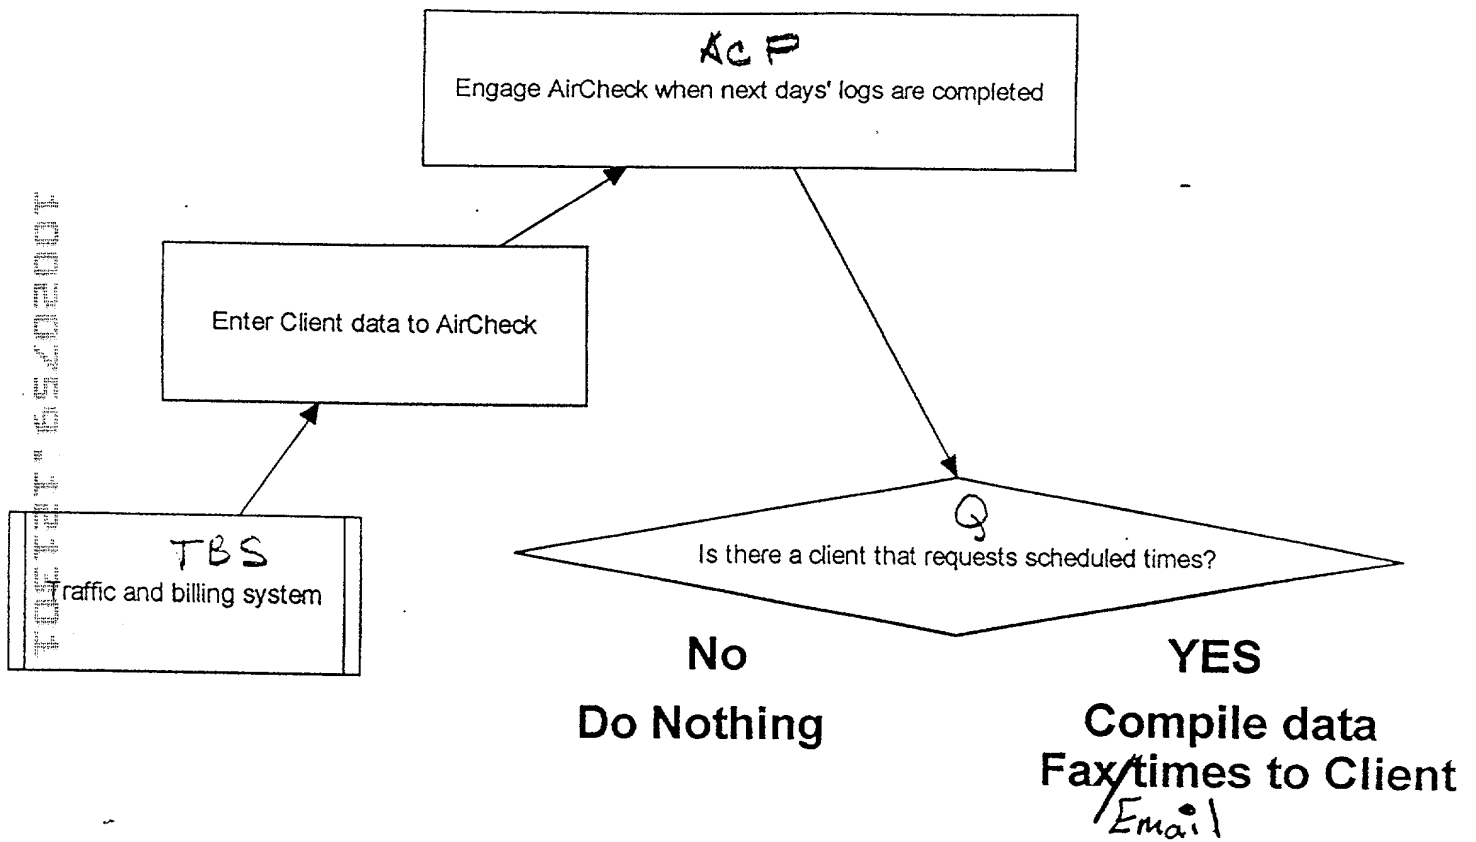 ACP
Engage AirCheck when next days' logs are completed
Enter Client data to AirCheck
TBS
Traffic and billing system
Q
Is there a client that requests scheduled times?
No
Do Nothing
YES
Compile data
Fax/times to Client
Email